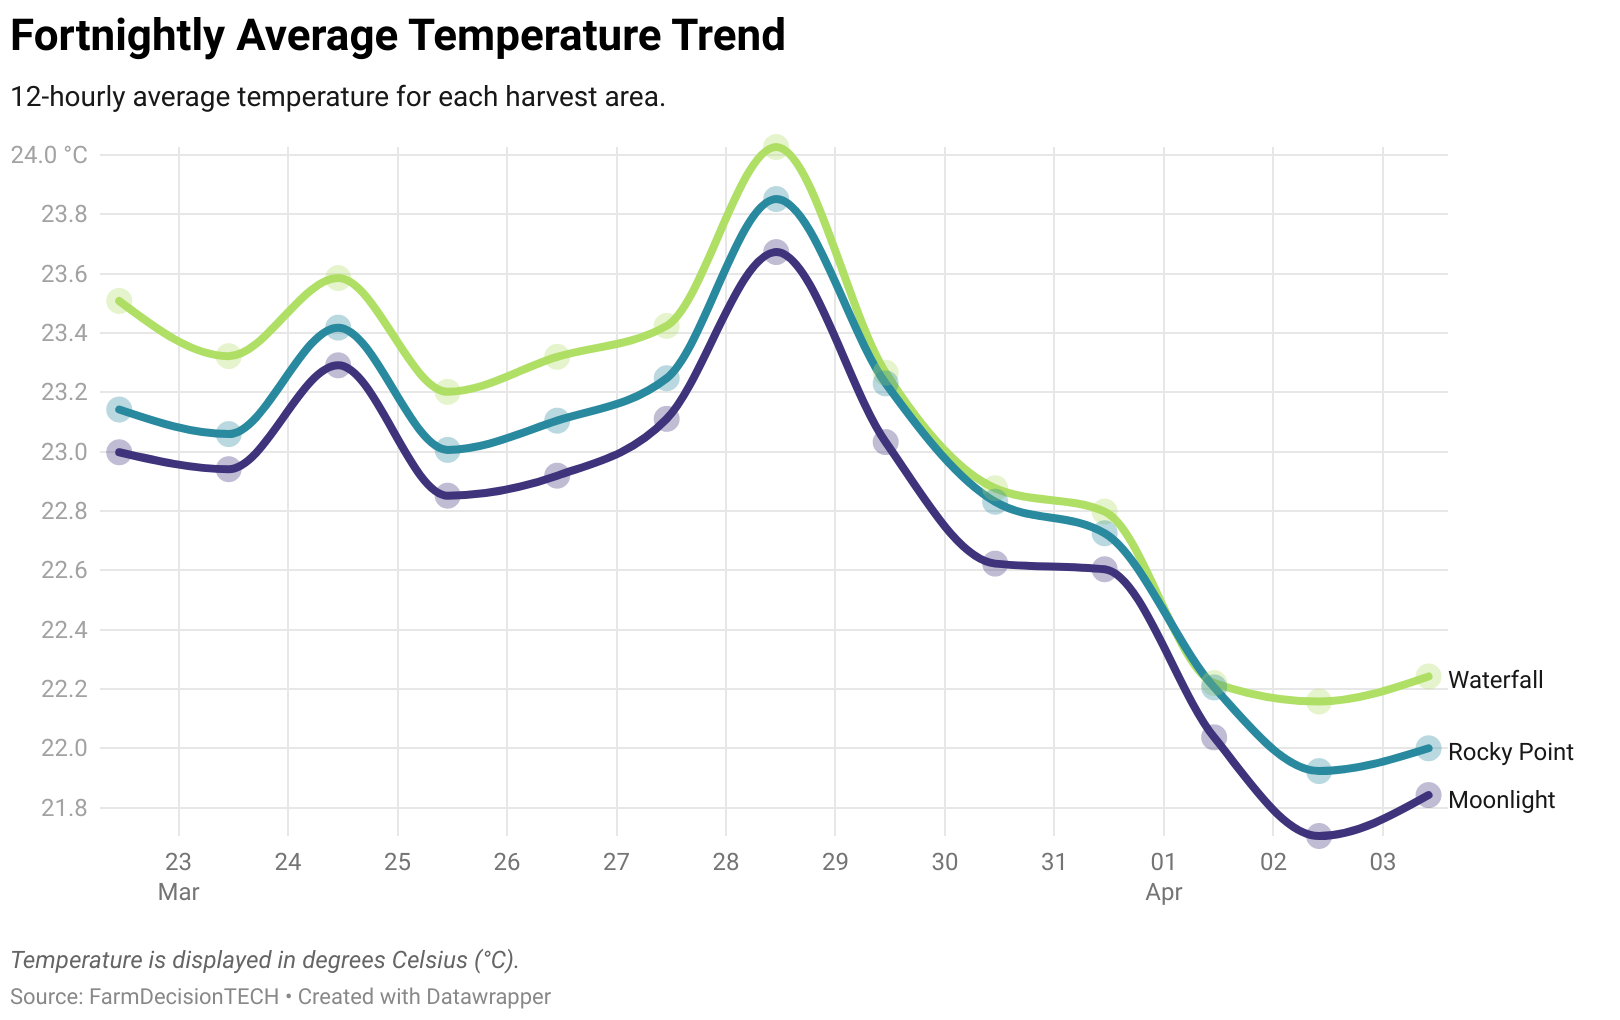 Fortnightly Average Temperature Trend
12-hourly average temperature for each harvest area.
24.0 °C
23.8
23.6
23.4
23.2
23.0
22.8
22.6
22.4
22.2
22.0
21.8
Waterfall
Rocky Point
Moonlight
23 24 25 26 27 28 29 30 31 01 02 03
Mar Apr
Temperature is displayed in degrees Celsius (°C).
Source: FarmDecisionTECH • Created with Datawrapper